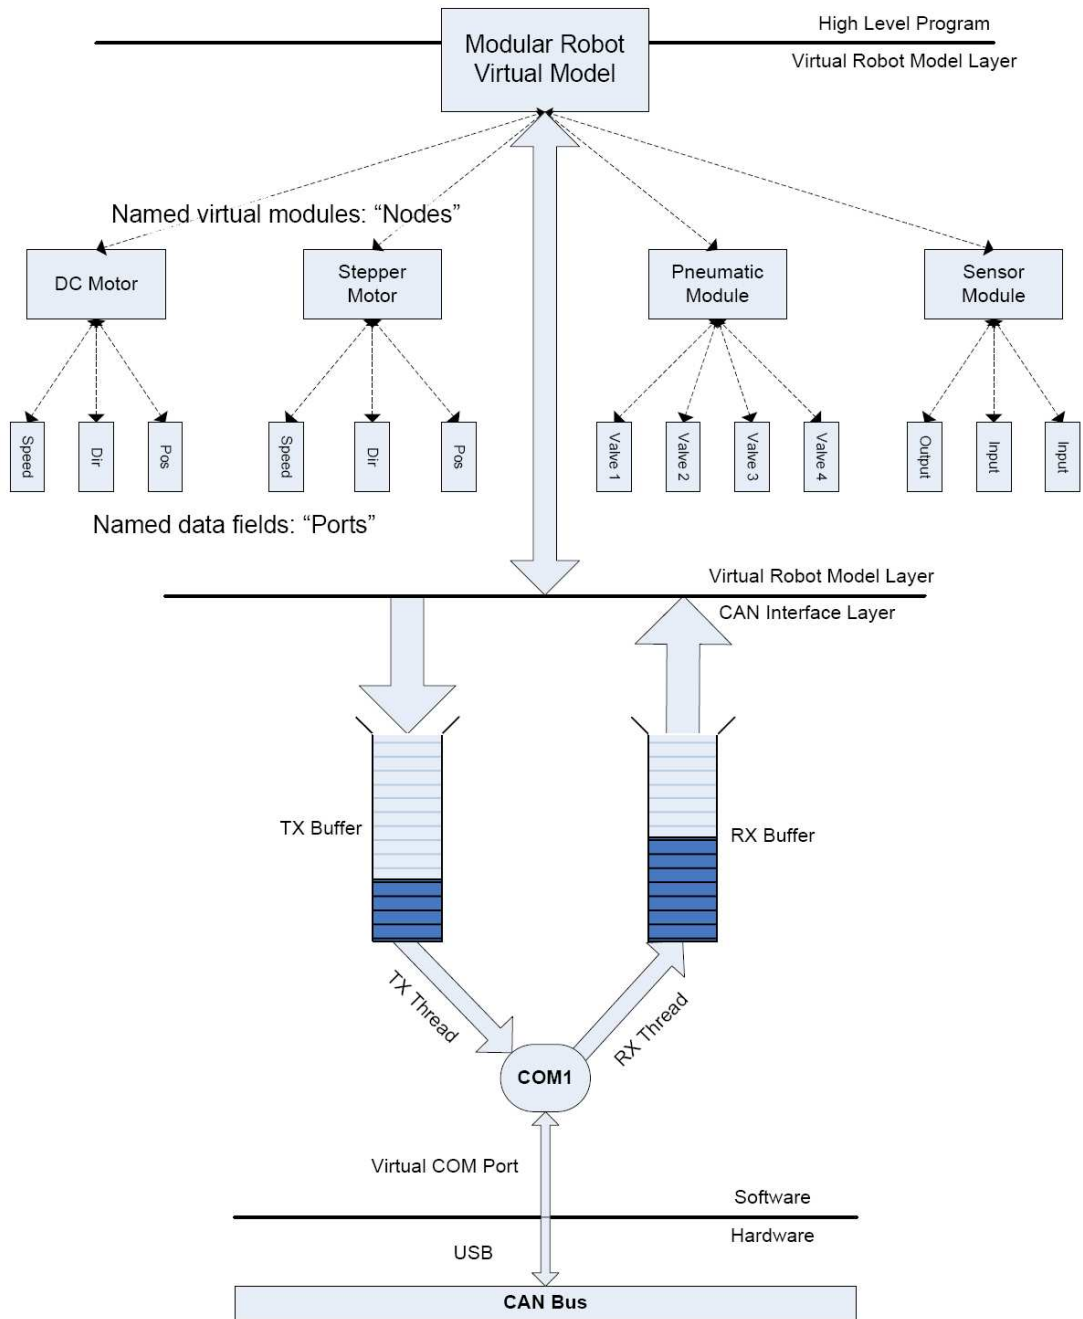 High Level Program
Modular Robot
Virtual Model
Virtual Robot Model Layer
Named virtual modules: “Nodes”
DC Motor
Stepper
Motor
Pneumatic
Module
Sensor
Module
Speed
Dir
Pos
Speed
Dir
Pos
Valve 1
Valve 2
Valve 3
Valve 4
Output
Input
Input
Named data fields: “Ports”
Virtual Robot Model Layer
CAN Interface Layer
TX Buffer
RX Buffer
TX Thread
RX Thread
COM1
Virtual COM Port
Software
Hardware
USB
CAN Bus